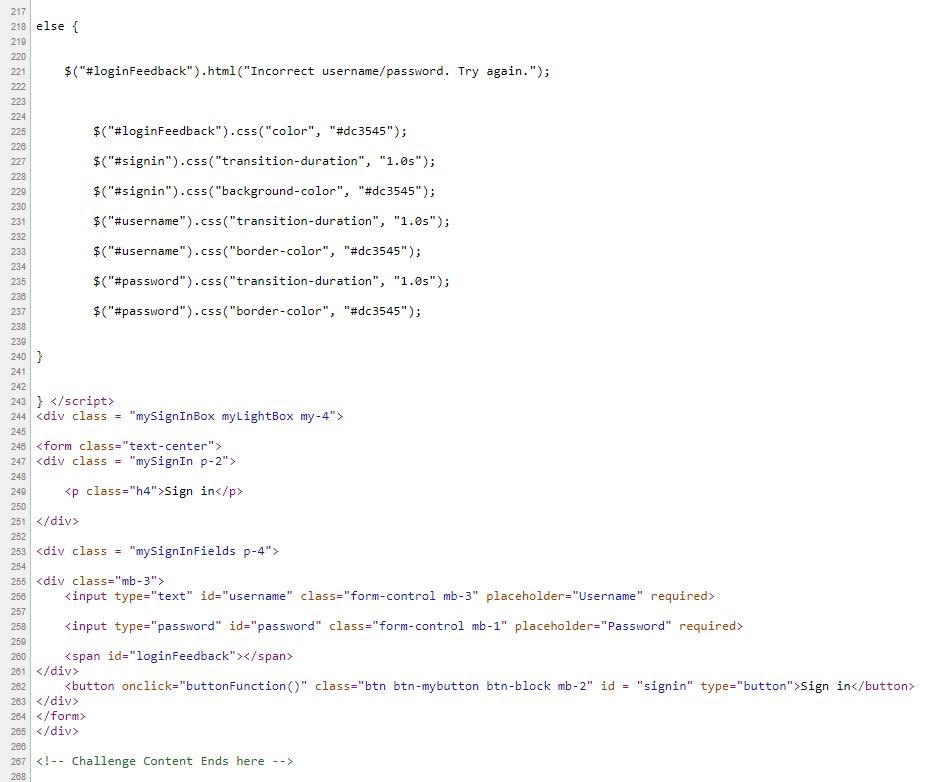 217
218 else {
219
220
221 $("#loginFeedback").html("Incorrect username/password. Try again.");
222
223
224
225 $("#loginFeedback").css("color", "#dc3545");
226
227 $("#signin").css("transition-duration", "1.0s");
228
229 $("#signin").css("background-color", "#dc3545");
230
231 $("#username").css("transition-duration", "1.0s");
232
233 $("#username").css("border-color", "#dc3545");
234
235 $("#password").css("transition-duration", "1.0s");
236
237 $("#password").css("border-color", "#dc3545");
238
239
240 }
241
242
243 } </script>
244 <div class = "mySignInBox myLightBox my-4">
245
246 <form class="text-center">
247 <div class = "mySignIn p-2">
248
249 <p class="h4">Sign in</p>
250
251 </div>
252
253 <div class = "mySignInFields p-4">
254
255 <div class="mb-3">
256 <input type="text" id="username" class="form-control mb-3" placeholder="Username" required>
257
258 <input type="password" id="password" class="form-control mb-1" placeholder="Password" required>
259
260 <span id="loginFeedback"></span>
261 </div>
262 <button onclick="buttonFunction()" class="btn btn-mybutton btn-block mb-2" id = "signin" type="button">Sign in</button>
263 </div>
264 </form>
265 </div>
266
267 <!-- Challenge Content Ends here -->
268